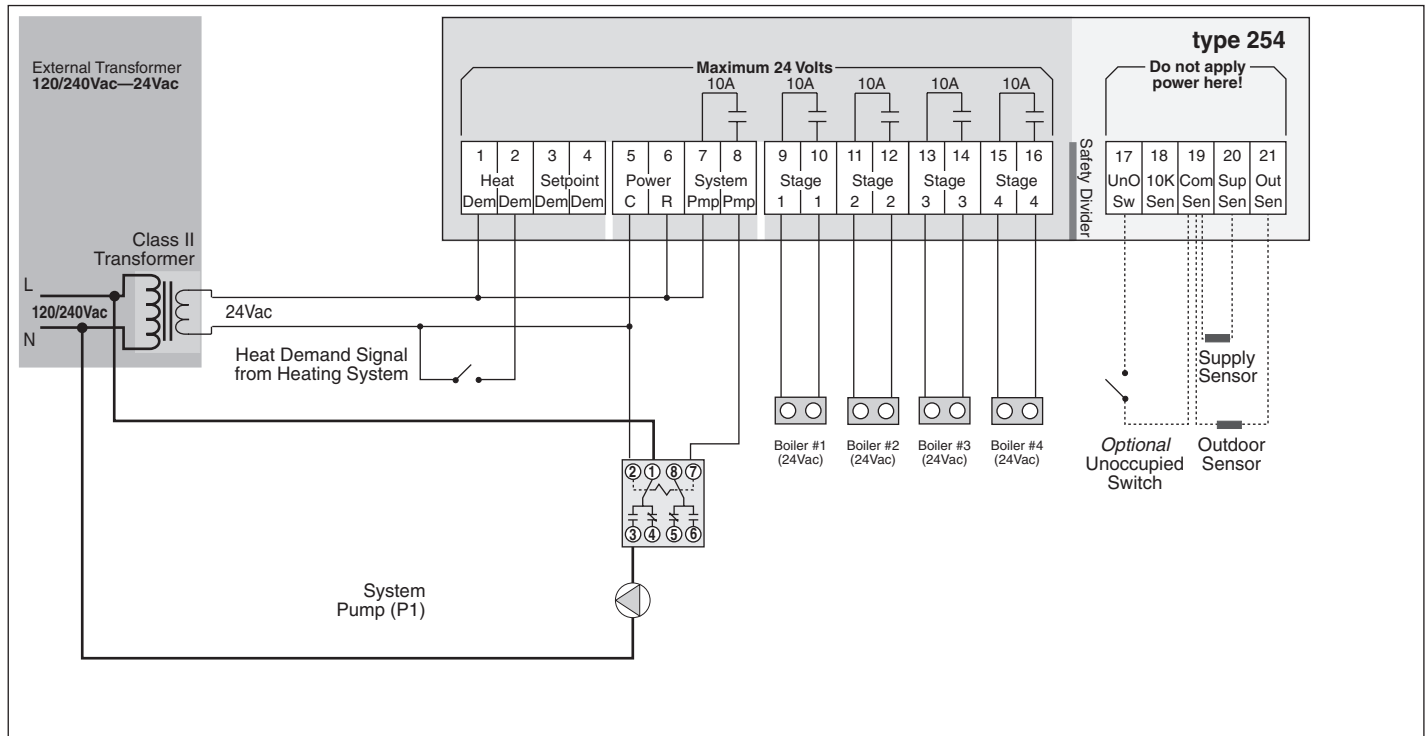 type 254
External Transformer
120/240Vac—24Vac
Maximum 24 Volts
Do not apply
power here!
10A 10A 10A 10A 10A
1 2 3 4 5 6 7 8 9 10 11 12 13 14 15 16 17 18 19 20 21
Heat Setpoint Power System Stage Stage Stage Stage UnO 10K Com Sup Out
Dem Dem Dem Dem C R Pmp Pmp 1 1 2 2 3 3 4 4 Sw Sen Sen Sen Sen
Safety Divider
Class II
Transformer
L
120/240Vac
N
24Vac
Heat Demand Signal
from Heating System
Supply
Sensor
Boiler #1
(24Vac)
Boiler #2
(24Vac)
Boiler #3
(24Vac)
Boiler #4
(24Vac)
Optional
Unoccupied
Switch
Outdoor
Sensor
2 1 8 7
3 4 5 6
System
Pump (P1)